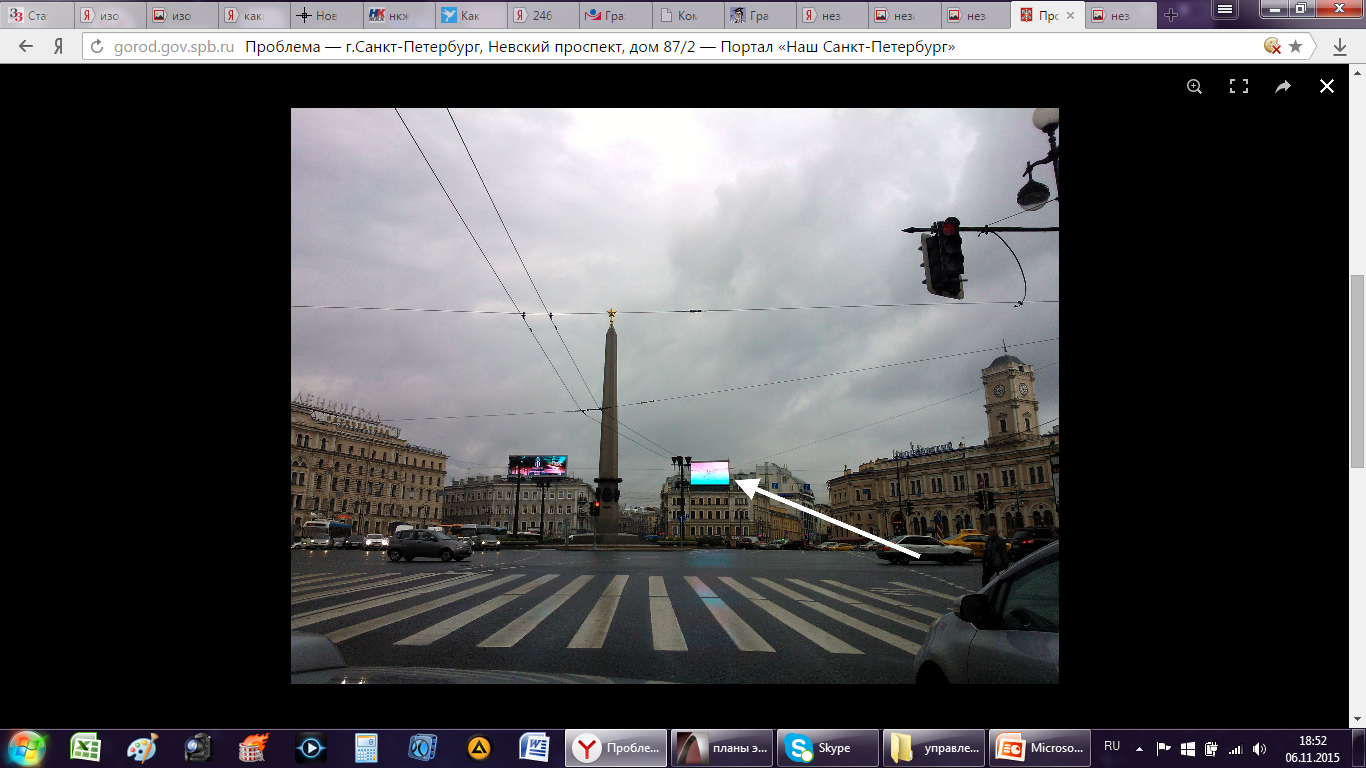 Ста
изо
изо
как
Нов
нкж
Как
246
Гра
Ком
Гра
нез
нез
нез
Про
нез
gorod.gov.spb.ru Проблема — г.Санкт-Петербург, Невский проспект, дом 87/2 — Портал «Наш Санкт-Петербург»
ЛЕНИНГРАД
Пробле...
планы э...
Skype
управле...
Microso...
RU
18:52
06.11.2015